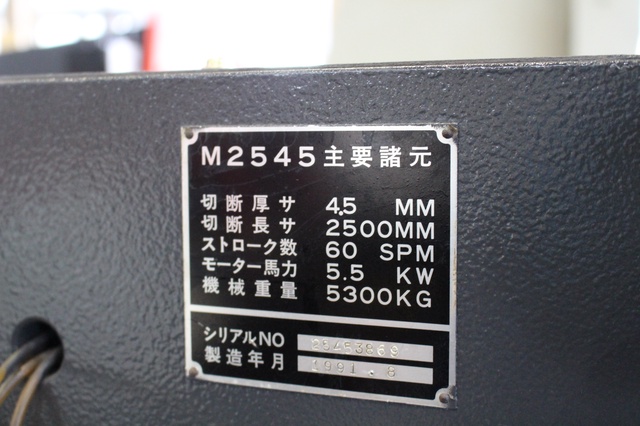 M2545主要諸元
切断厚サ 4.5 MM
切断長サ 2500MM
ストローク数 60 SPM
モーター馬力 5.5 KW
機械重量 5300KG
シリアルNO 25453869
製造年月 1991.8